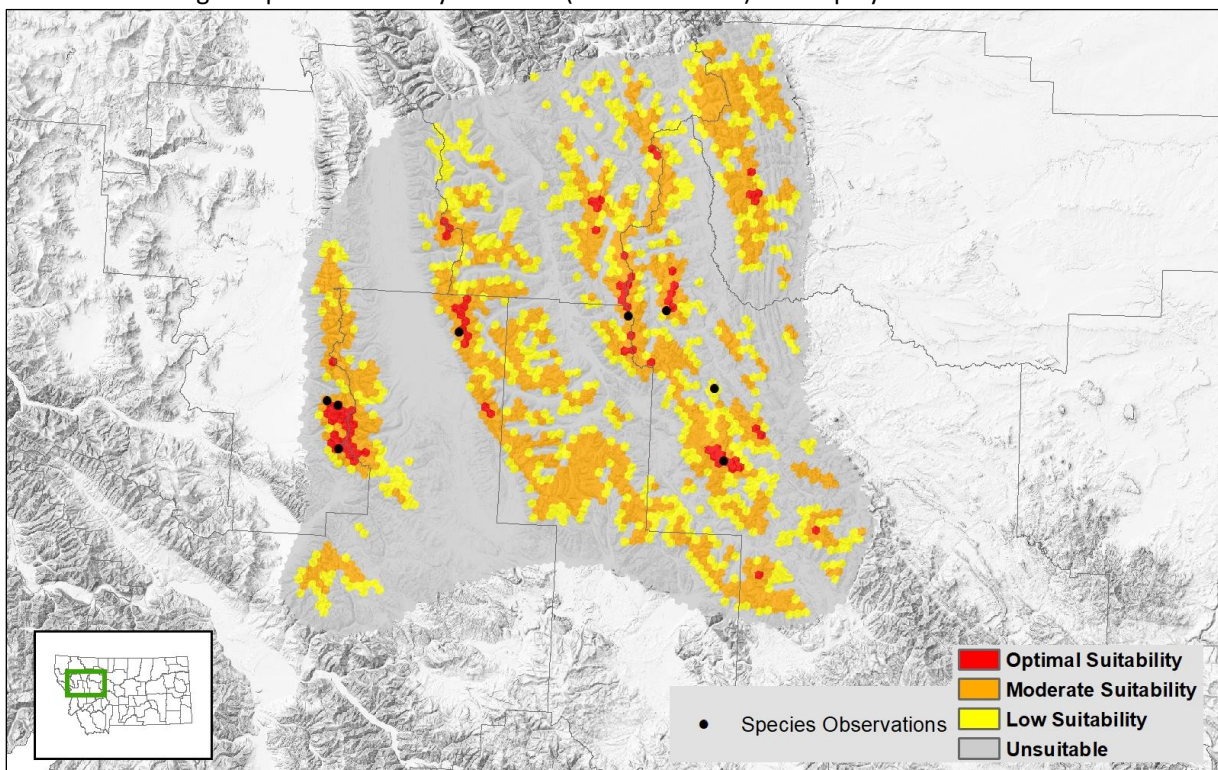 Optimal Suitability
Moderate Suitability
Species Observations
Low Suitability
Unsuitable